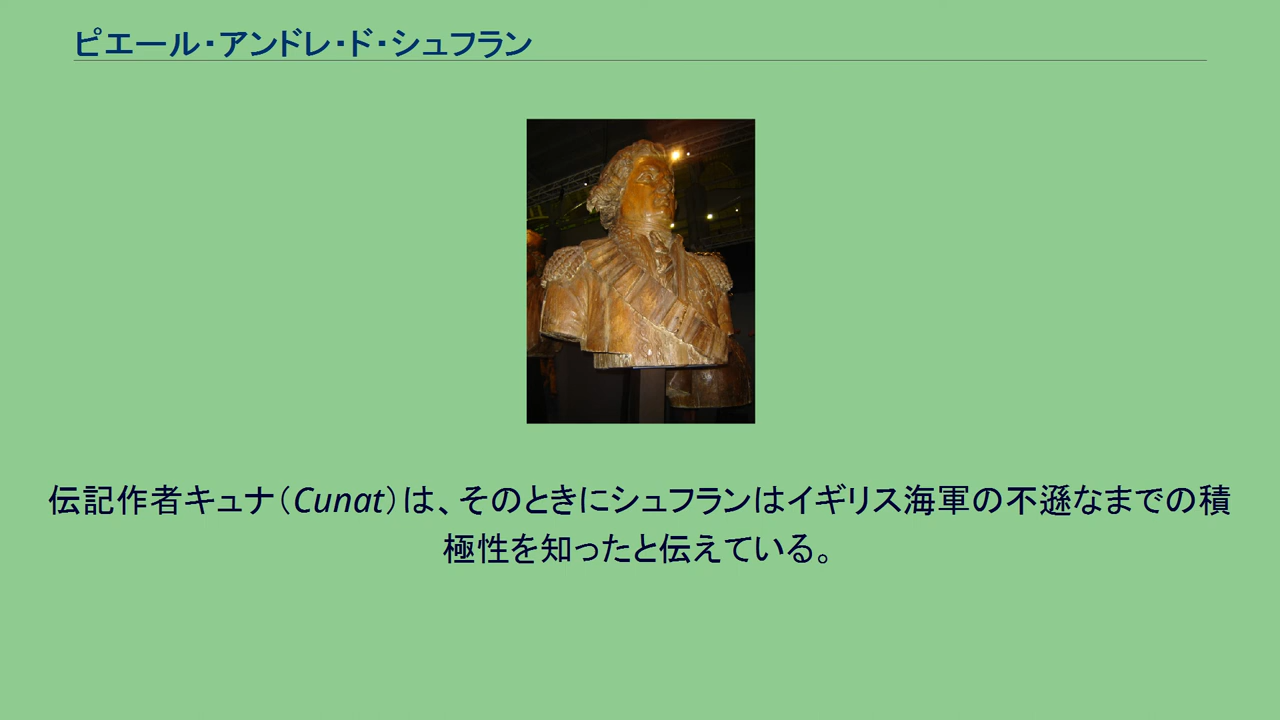 ピエール・アンドレ・ド・シュフラン
伝記作者キュナ（Cunat）は、そのときにシュフランはイギリス海軍の不遜なまでの積
極性を知ったと伝えている。